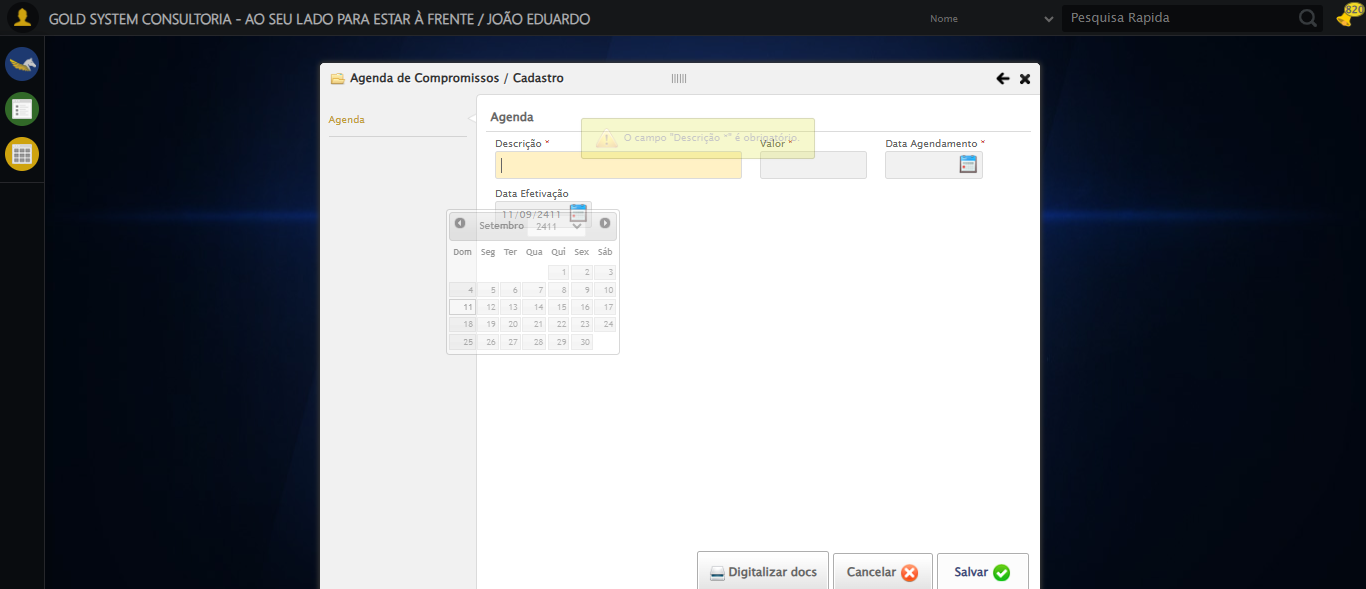 GOLD SYSTEM CONSULTORIA - AO SEU LADO PARA ESTAR À FRENTE / JOÃO EDUARDO
Nome
Pesquisa Rapida
820
Agenda de Compromissos / Cadastro
Agenda
Agenda
O campo "Descrição *" é obrigatório.
Descrição *
Valor *
Data Agendamento *
Data Efetivação
11/09/2411
Setembro 2411
Dom Seg Ter Qua Qui Sex Sáb
1 2 3
4 5 6 7 8 9 10
11 12 13 14 15 16 17
18 19 20 21 22 23 24
25 26 27 28 29 30
Digitalizar docs
Cancelar
Salvar